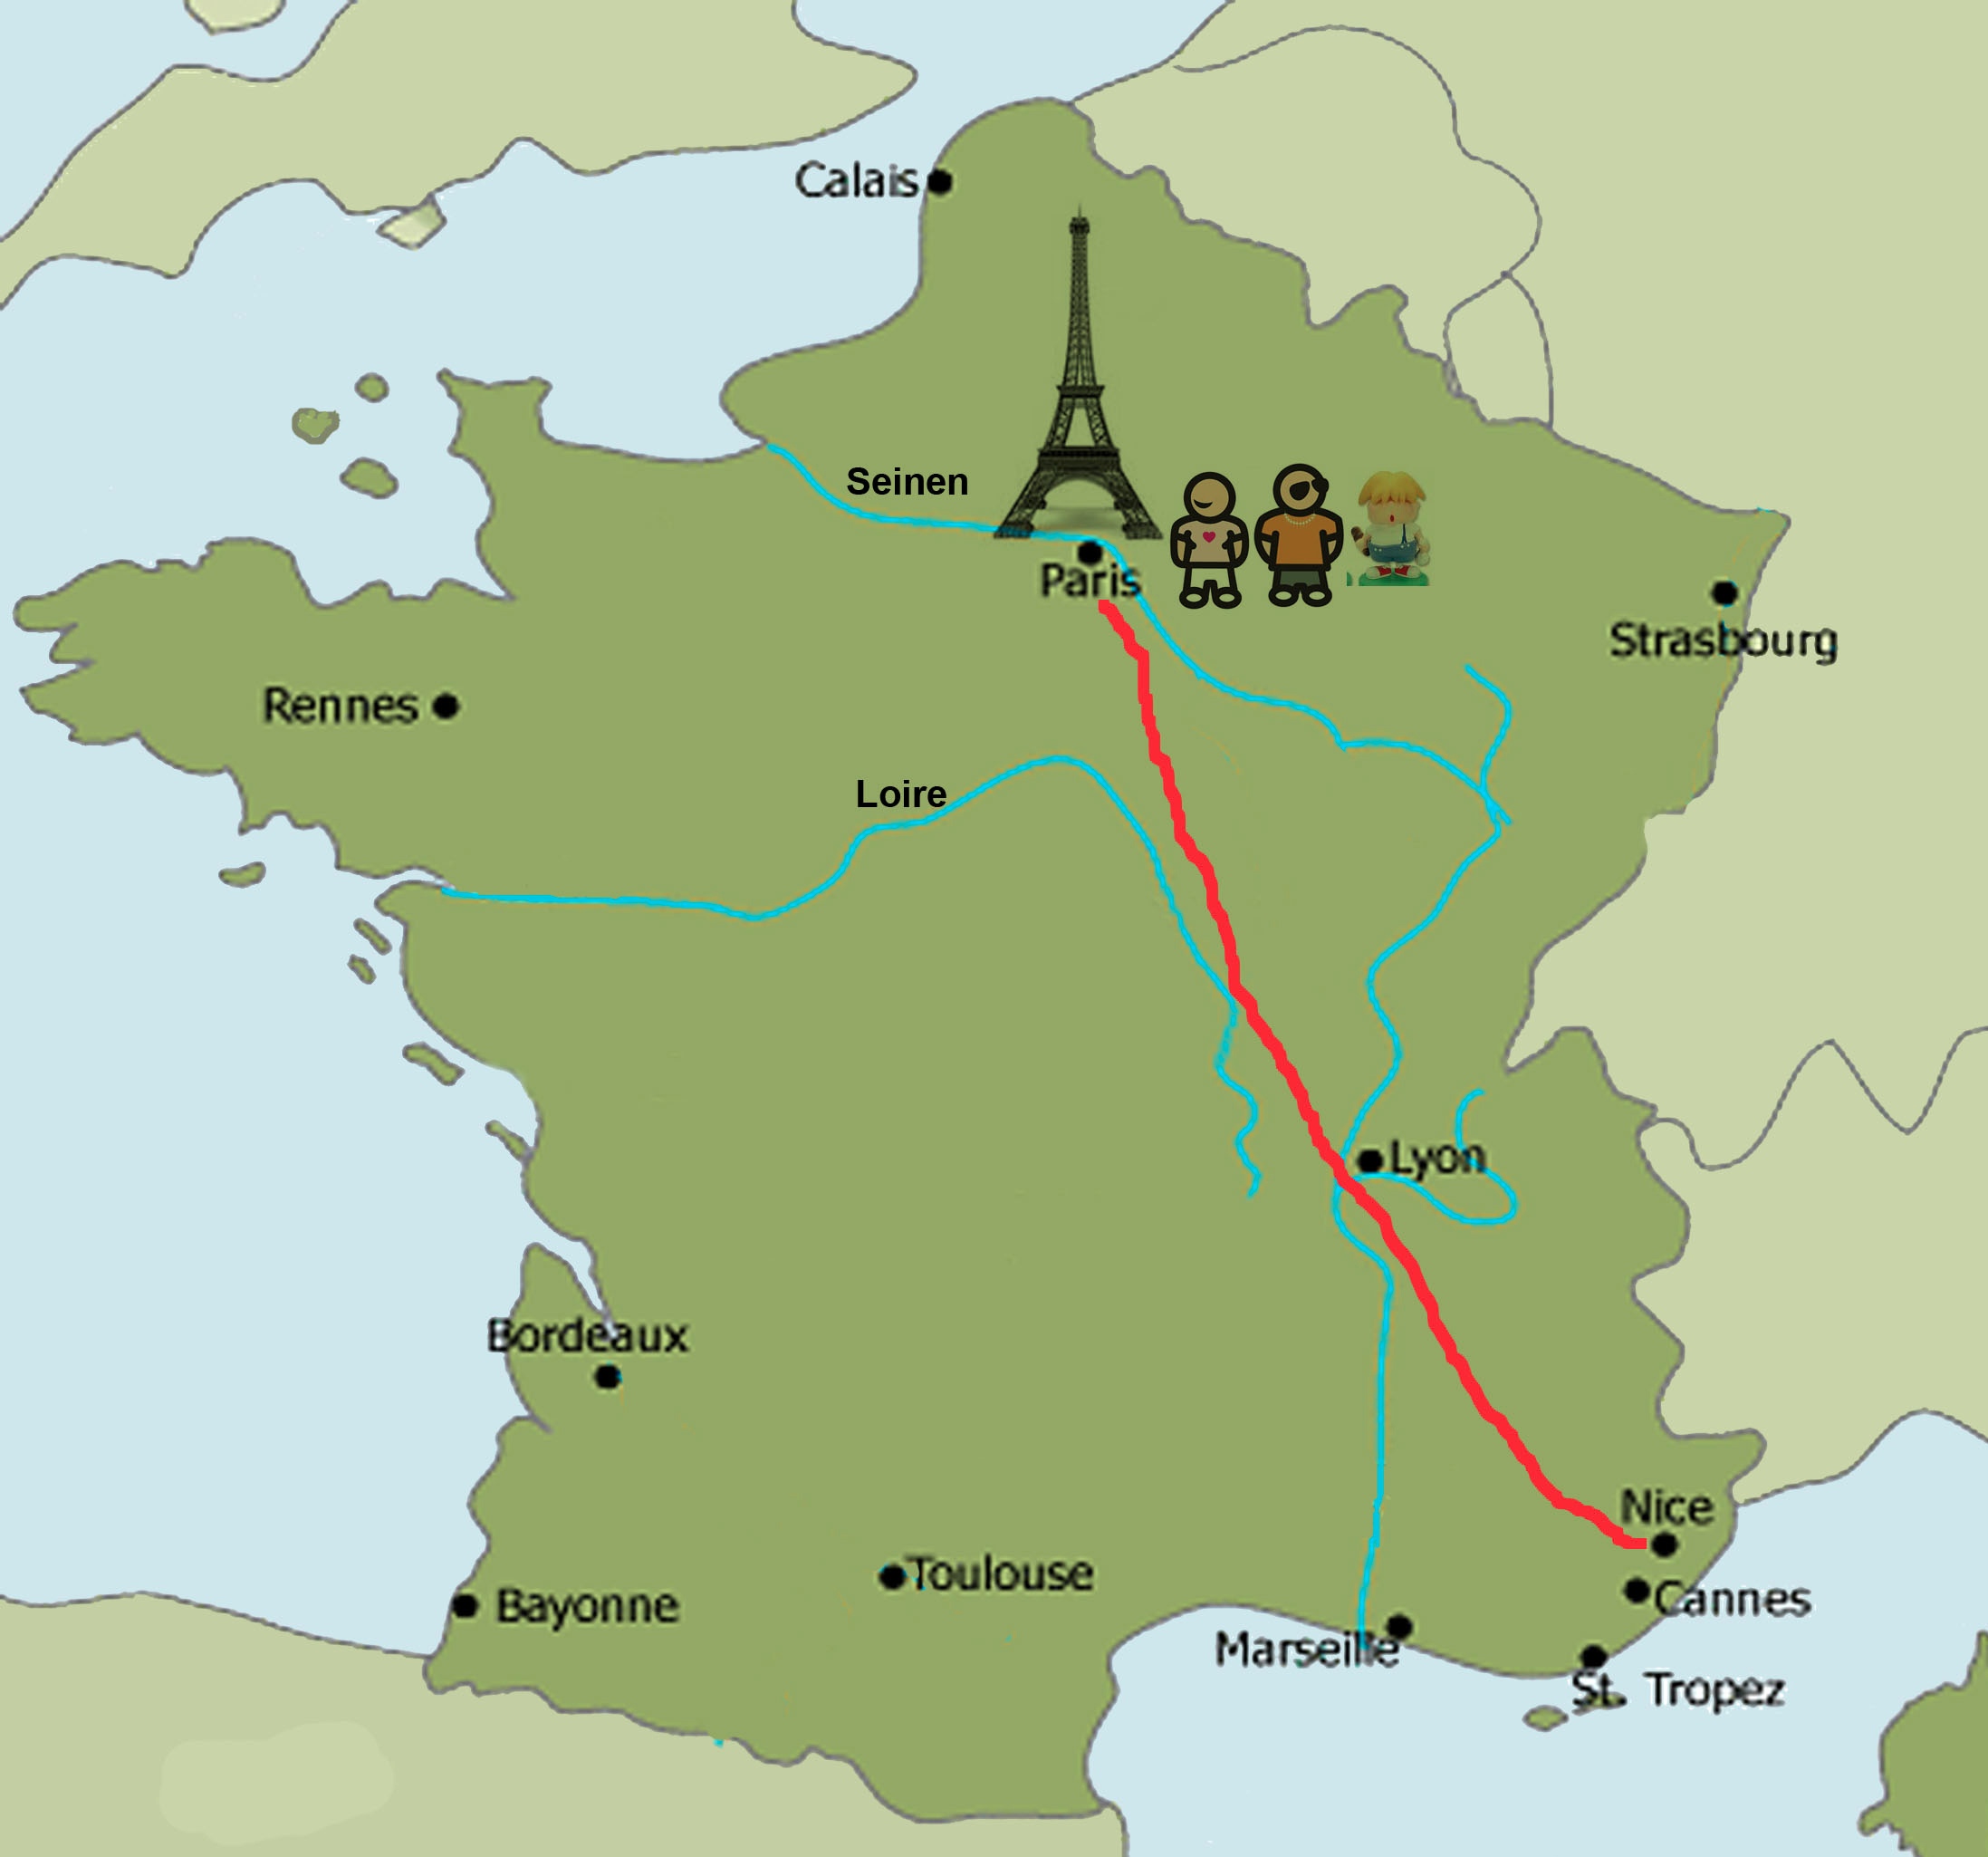 Calais
Seinen
Paris
Strasbourg
Rennes
Loire
Lyon
Bordeaux
Nice
Toulouse
Cannes
Bayonne
Marseille
St. Tropez